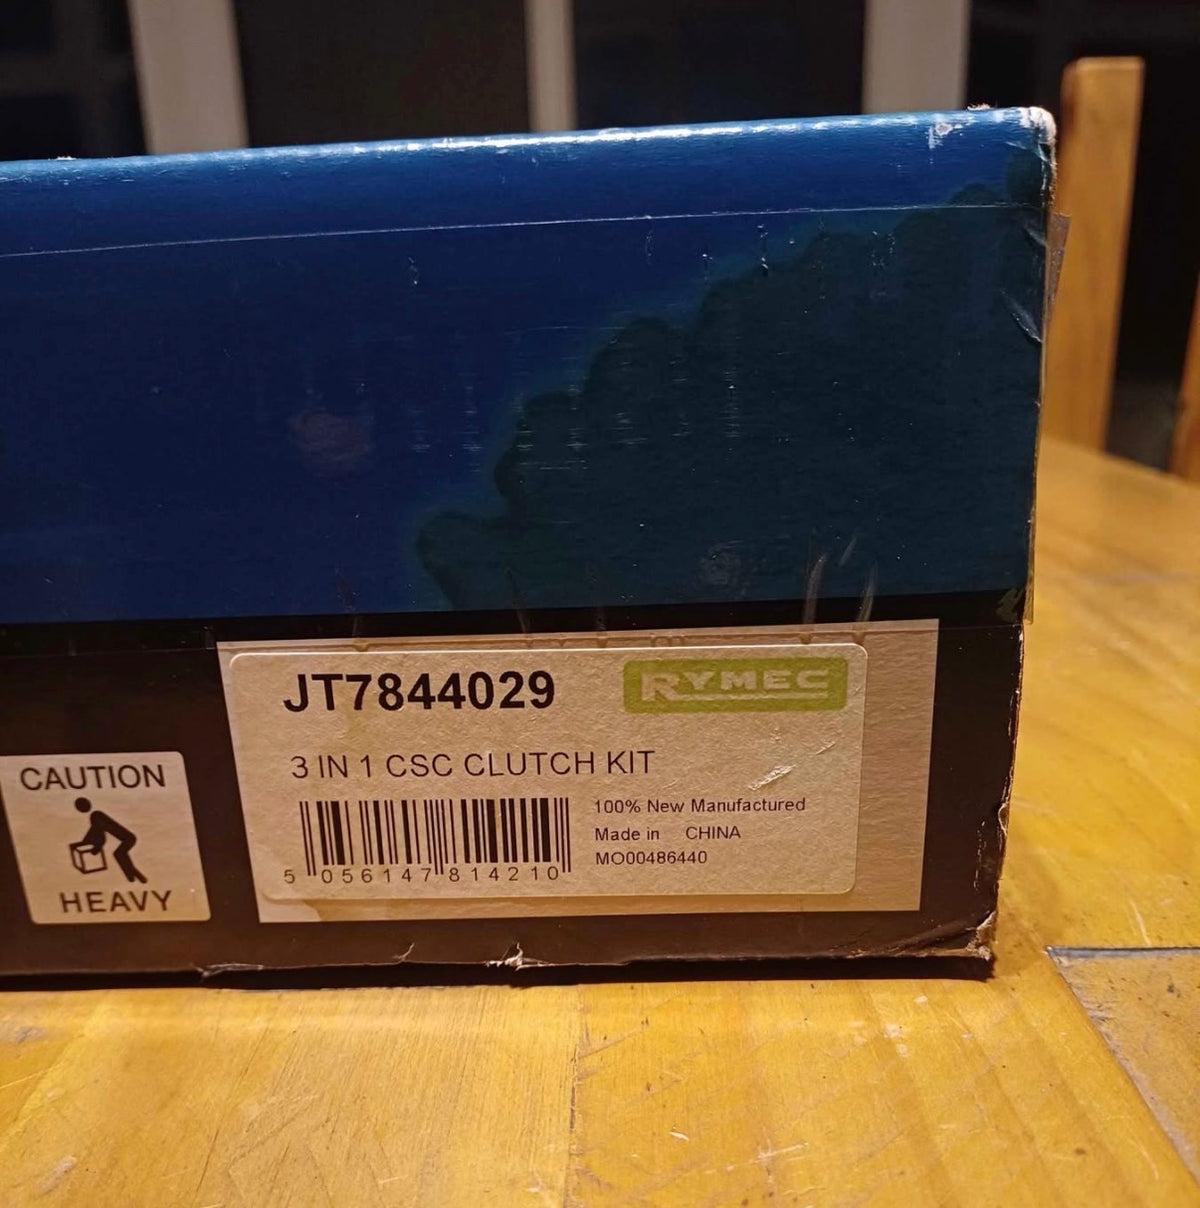 JT7844029
RYMEC
3 IN 1 CSC CLUTCH KIT
100% New Manufactured
Made in CHINA
MO00486440
5 056147 814210
CAUTION
HEAVY